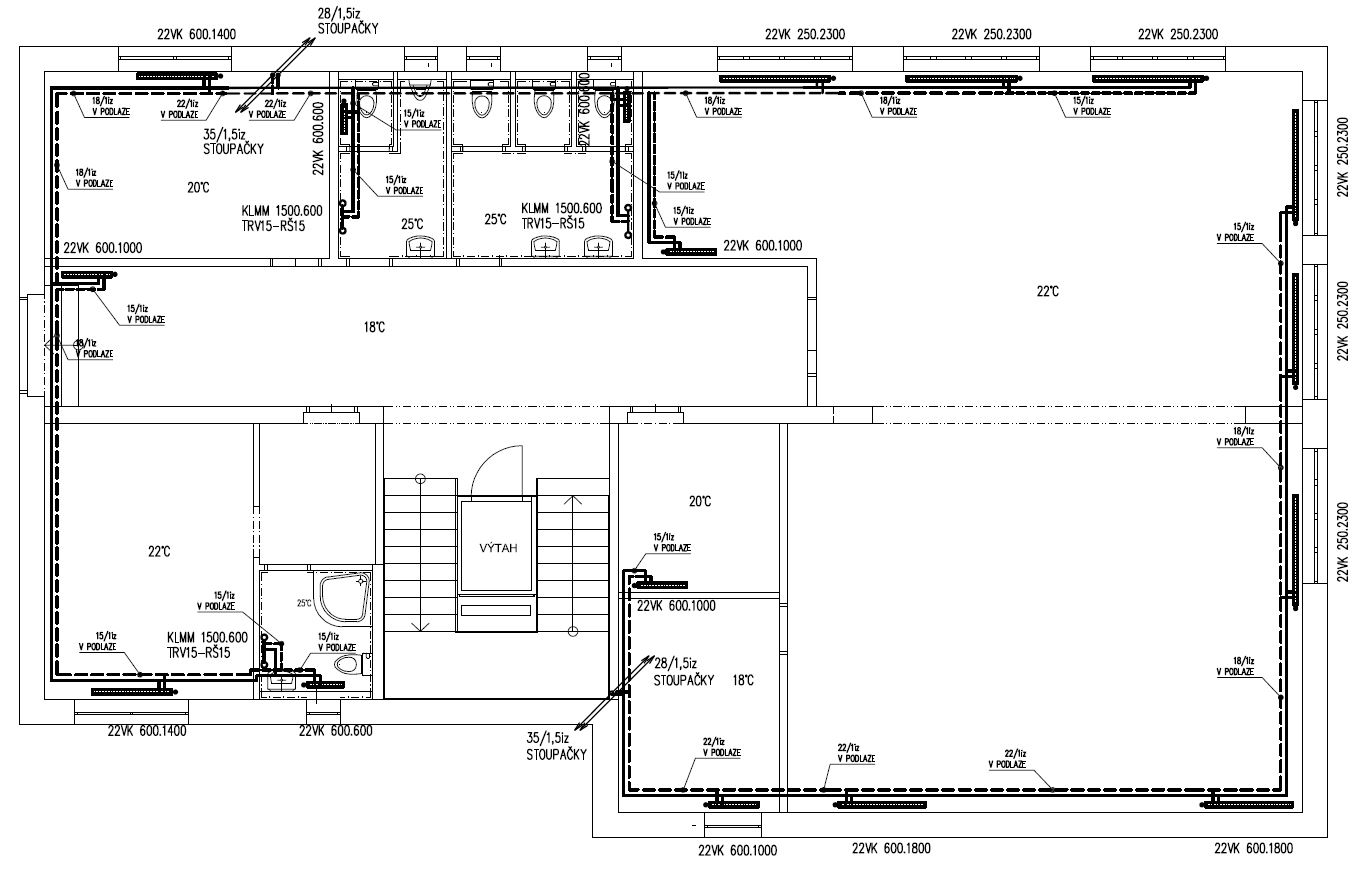 28/1,5iz
STOUPAČKY
22VK 600.1400
22VK 250.2300
22VK 250.2300
22VK 250.2300
18/1iz
V PODLAZE
22/1iz
V PODLAZE
22/1iz
V PODLAZE
22VK 600.600
15/1iz
V PODLAZE
22VK 600.600
18/1iz
V PODLAZE
18/1iz
V PODLAZE
15/1iz
V PODLAZE
35/1,5iz
STOUPAČKY
22VK 250.2300
18/1iz
V PODLAZE
20°C
15/1iz
V PODLAZE
15/1iz
V PODLAZE
KLMM 1500.600
TRV15-RŠ15
25°C
25°C
KLMM 1500.600
TRV15-RŠ15
15/1iz
V PODLAZE
15/1iz
V PODLAZE
22VK 600.1000
22VK 600.1000
22°C
22VK 250.2300
15/1iz
V PODLAZE
18°C
18/1iz
V PODLAZE
18/1iz
V PODLAZE
20°C
22VK 250.2300
22°C
VÝTAH
15/1iz
V PODLAZE
15/1iz
V PODLAZE
25°C
22VK 600.1000
15/1iz
V PODLAZE
KLMM 1500.600
TRV15-RŠ15
15/1iz
V PODLAZE
28/1,5iz
STOUPAČKY
18°C
18/1iz
V PODLAZE
22VK 600.1400
22VK 600.600
35/1,5iz
STOUPAČKY
22/1iz
V PODLAZE
22/1iz
V PODLAZE
22/1iz
V PODLAZE
22VK 600.1000
22VK 600.1800
22VK 600.1800